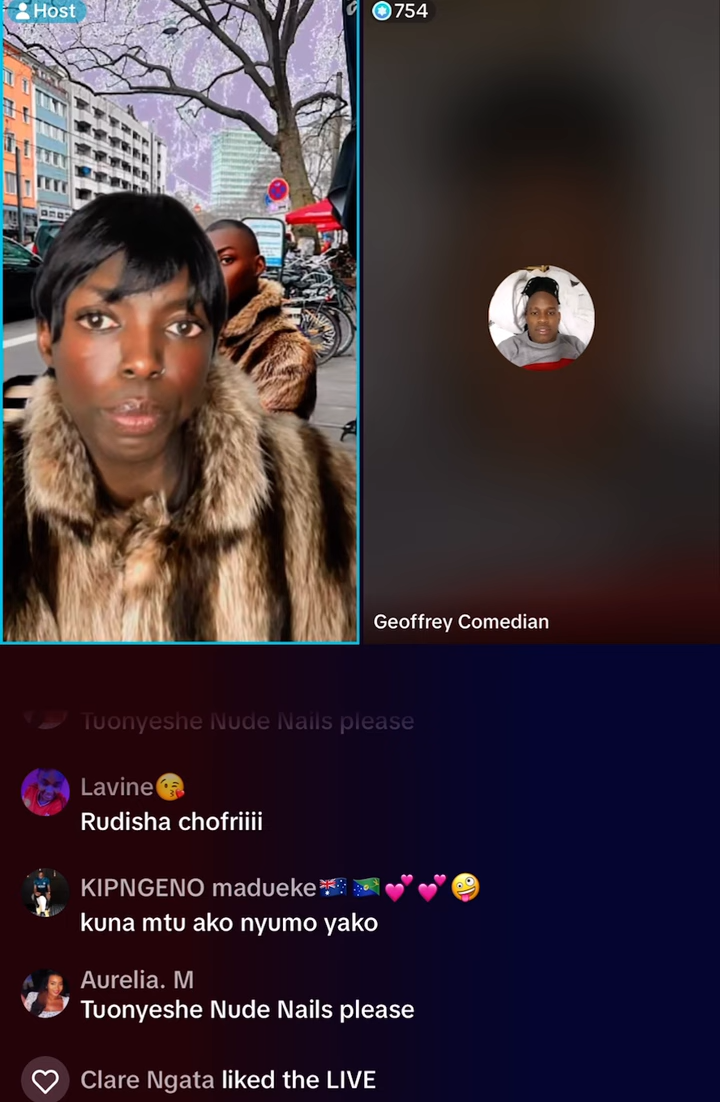 Host
754
Geoffrey Comedian
Tuonyeshe Nude Nails please
Lavine😘
Rudisha chofriiii
KIPNGENO madueke🇦🇺🇨🇽💕💕🤪
kuna mtu ako nyumo yako
Aurelia. M
Tuonyeshe Nude Nails please
Clare Ngata liked the LIVE